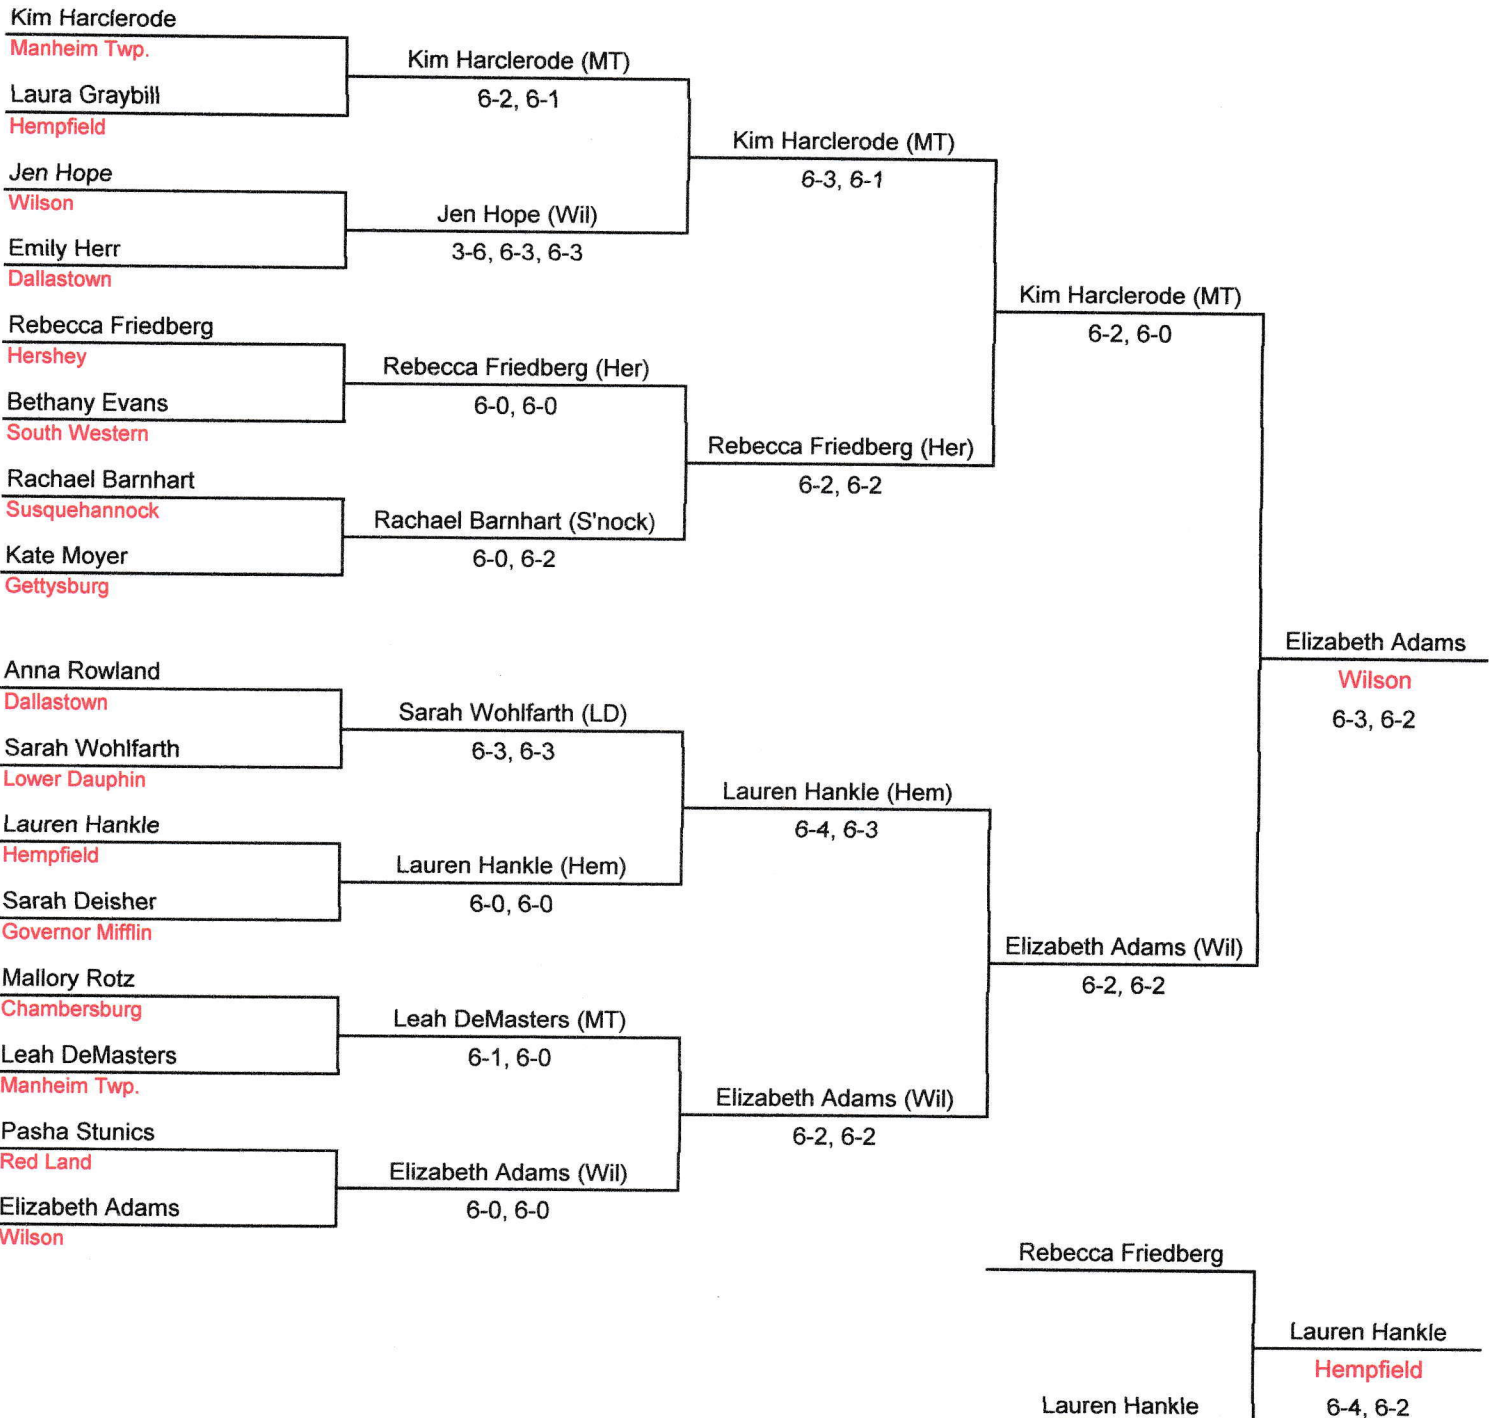 Kim Harclerode
Manheim Twp.
Laura Graybill
Hempfield
Jen Hope
Wilson
Emily Herr
Dallastown
Rebecca Friedberg
Hershey
Bethany Evans
South Western
Rachael Barnhart
Susquehannock
Kate Moyer
Gettysburg
Anna Rowland
Dallastown
Sarah Wohlfarth
Lower Dauphin
Lauren Hankle
Hempfield
Sarah Deisher
Governor Mifflin
Mallory Rotz
Chambersburg
Leah DeMasters
Manheim Twp.
Pasha Stunics
Red Land
Elizabeth Adams
Wilson
Kim Harclerode (MT)
6-2, 6-1
Jen Hope (Wil)
3-6, 6-3, 6-3
Rebecca Friedberg (Her)
6-0, 6-0
Rachael Barnhart (S'nock)
6-0, 6-2
Sarah Wohlfarth (LD)
6-3, 6-3
Lauren Hankle (Hem)
6-0, 6-0
Leah DeMasters (MT)
6-1, 6-0
Elizabeth Adams (Wil)
6-0, 6-0
Kim Harclerode (MT)
6-3, 6-1
Rebecca Friedberg (Her)
6-2, 6-2
Lauren Hankle (Hem)
6-4, 6-3
Elizabeth Adams (Wil)
6-2, 6-2
Kim Harclerode (MT)
6-2, 6-0
Elizabeth Adams (Wil)
6-2, 6-2
Elizabeth Adams
Wilson
6-3, 6-2
Rebecca Friedberg
Lauren Hankle
Lauren Hankle
Hempfield
6-4, 6-2